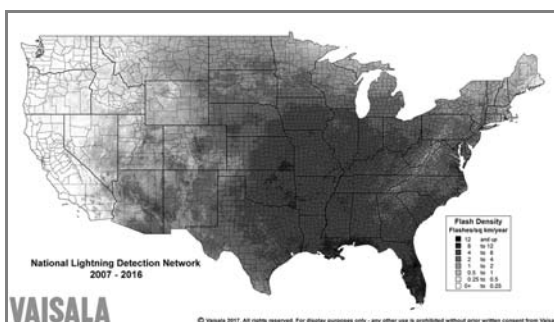 National Lightning Detection Network
2007 - 2016
VAISALA
Flash Density
Flashes/sq km/year
12 and up
8 to 12
4 to 8
2 to 4
1 to 2
0.5 to 1
0.25 to 0.5
0+ to 0.25
© Vaisala 2017. All rights reserved. For display purposes only - any other use is prohibited without prior written consent from Vaisala